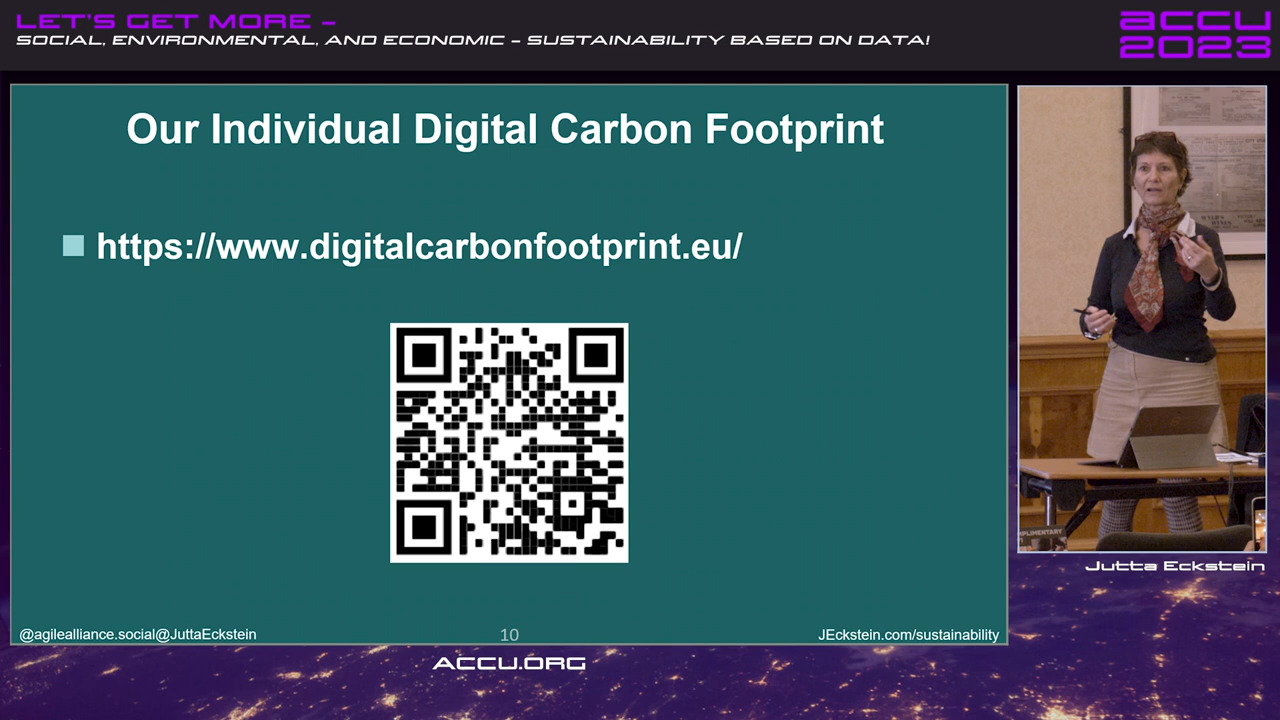 LET'S GET MORE –
SOCIAL, ENVIRONMENTAL, AND ECONOMIC – SUSTAINABILITY BASED ON DATA!
ACCU
2023
Our Individual Digital Carbon Footprint
https://www.digitalcarbonfootprint.eu/
@agilealliance.social@JuttaEckstein
10
JEckstein.com/sustainability
Jutta Eckstein
ACCU.ORG